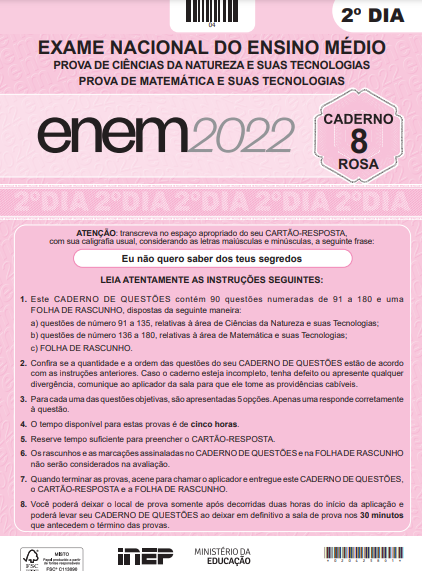 04
2º DIA
EXAME NACIONAL DO ENSINO MÉDIO
PROVA DE CIÊNCIAS DA NATUREZA E SUAS TECNOLOGIAS
PROVA DE MATEMÁTICA E SUAS TECNOLOGIAS
enem2022
CADERNO
8
ROSA
2º DIA 2º DIA 2º DIA 2º DIA 2º DIA
ATENÇÃO: transcreva no espaço apropriado do seu CARTÃO-RESPOSTA,
com sua caligrafia usual, considerando as letras maiúsculas e minúsculas, a seguinte frase:
Eu não quero saber dos teus segredos
LEIA ATENTAMENTE AS INSTRUÇÕES SEGUINTES:
1. Este CADERNO DE QUESTÕES contém 90 questões numeradas de 91 a 180 e uma
FOLHA DE RASCUNHO, dispostas da seguinte maneira:
a) questões de número 91 a 135, relativas à área de Ciências da Natureza e suas Tecnologias;
b) questões de número 136 a 180, relativas à área de Matemática e suas Tecnologias;
c) FOLHA DE RASCUNHO.
2. Confira se a quantidade e a ordem das questões do seu CADERNO DE QUESTÕES estão de acordo
com as instruções anteriores. Caso o caderno esteja incompleto, tenha defeito ou apresente qualquer
divergência, comunique ao aplicador da sala para que ele tome as providências cabíveis.
3. Para cada uma das questões objetivas, são apresentadas 5 opções. Apenas uma responde corretamente
à questão.
4. O tempo disponível para estas provas é de cinco horas.
5. Reserve tempo suficiente para preencher o CARTÃO-RESPOSTA.
6. Os rascunhos e as marcações assinaladas no CADERNO DE QUESTÕES e na FOLHA DE RASCUNHO
não serão considerados na avaliação.
7. Quando terminar as provas, acene para chamar o aplicador e entregue este CADERNO DE QUESTÕES,
o CARTÃO-RESPOSTA e a FOLHA DE RASCUNHO.
8. Você poderá deixar o local de prova somente após decorridas duas horas do início da aplicação e
poderá levar seu CADERNO DE QUESTÕES ao deixar em definitivo a sala de prova nos 30 minutos
que antecedem o término das provas.
FSC
MISTO
inep
MINISTÉRIO DA
EDUCAÇÃO